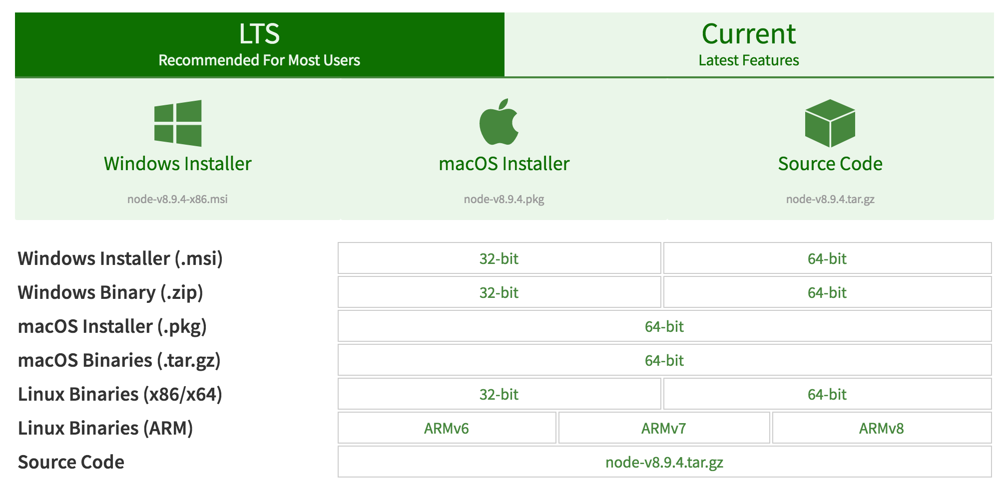 LTS
Recommended For Most Users
Current
Latest Features
Windows Installer
node-v8.9.4-x86.msi
macOS Installer
node-v8.9.4.pkg
Source Code
node-v8.9.4.tar.gz
Windows Installer (.msi) 32-bit 64-bit
Windows Binary (.zip) 32-bit 64-bit
macOS Installer (.pkg) 64-bit
macOS Binaries (.tar.gz) 64-bit
Linux Binaries (x86/x64) 32-bit 64-bit
Linux Binaries (ARM) ARMv6 ARMv7 ARMv8
Source Code node-v8.9.4.tar.gz